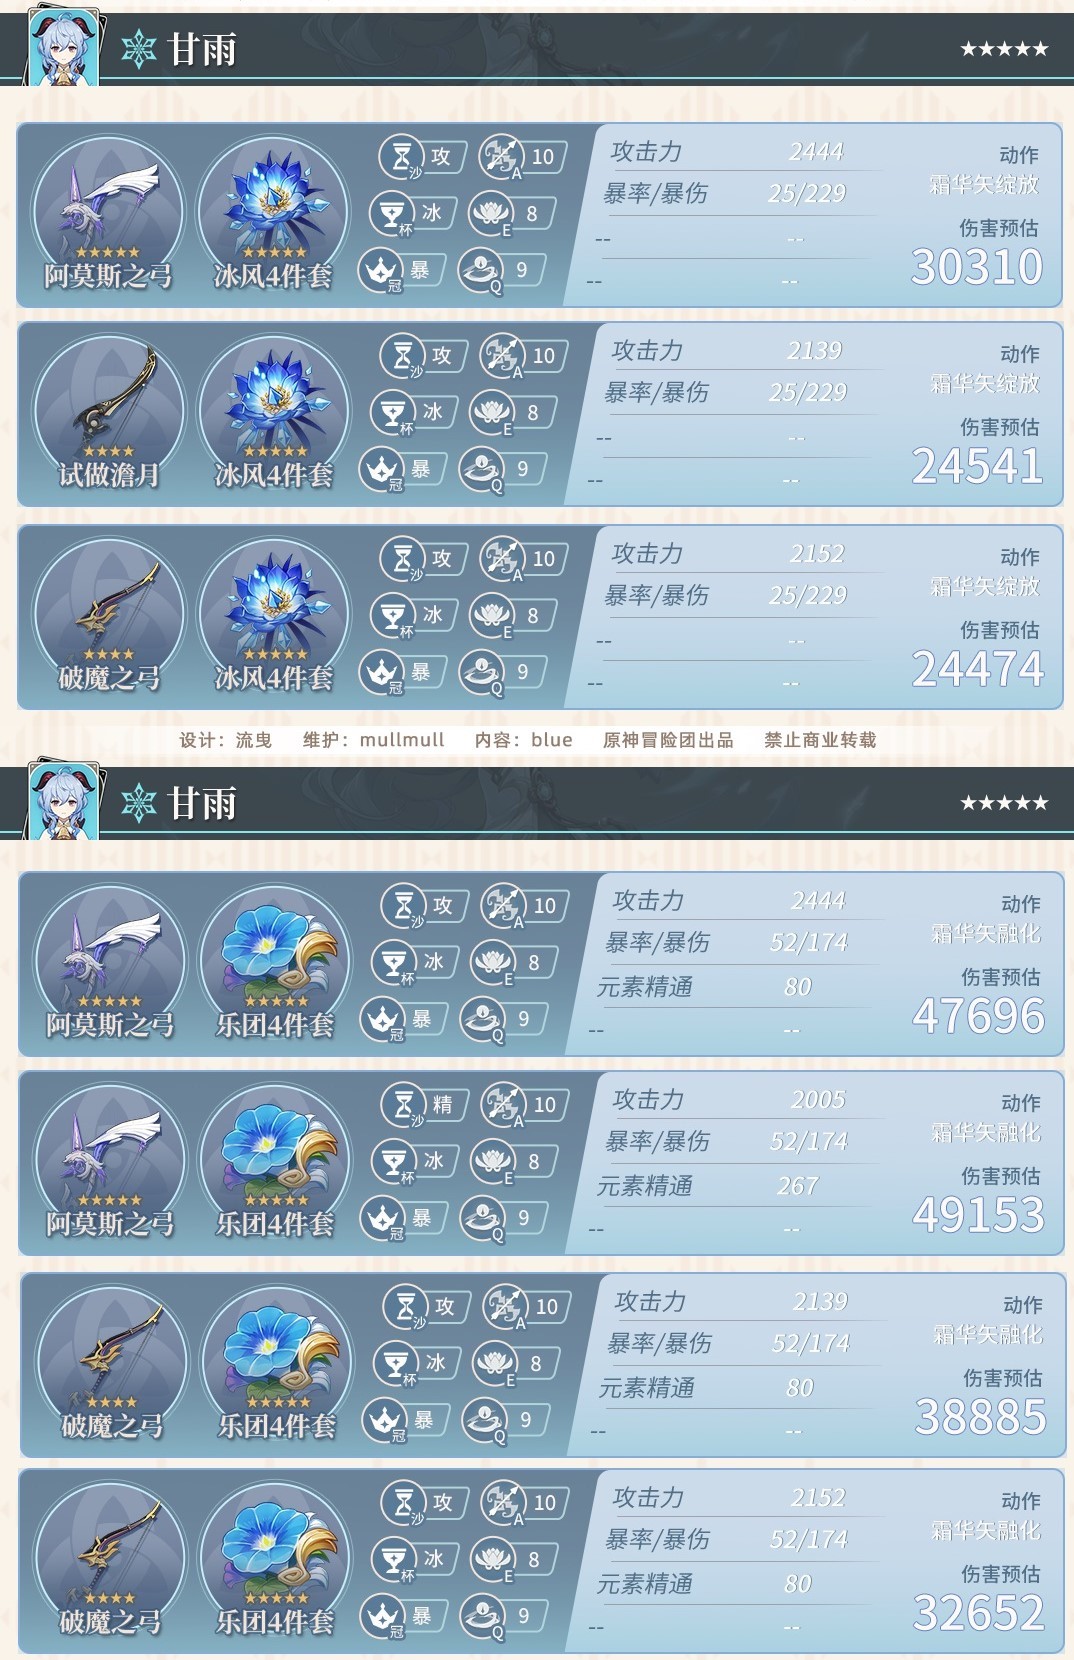 甘雨
★★★★★
攻 10
沙 A
冰 8
杯 E
暴 9
冠 Q
★★★★★ ★★★★★
阿莫斯之弓 冰风4件套
攻击力 2444
暴率/暴伤 25/229
-- --
-- --
动作
霜华矢绽放
伤害预估
30310
攻 10
沙 A
冰 8
杯 E
暴 9
冠 Q
★★★★ ★★★★★
试做澹月 冰风4件套
攻击力 2139
暴率/暴伤 25/229
-- --
-- --
动作
霜华矢绽放
伤害预估
24541
攻 10
沙 A
冰 8
杯 E
暴 9
冠 Q
★★★★ ★★★★★
破魔之弓 冰风4件套
攻击力 2152
暴率/暴伤 25/229
-- --
-- --
动作
霜华矢绽放
伤害预估
24474
设计：流曳 维护：mullmull 内容：blue 原神冒险团出品 禁止商业转载
甘雨
★★★★★
攻 10
沙 A
冰 8
杯 E
暴 9
冠 Q
★★★★★ ★★★★★
阿莫斯之弓 乐团4件套
攻击力 2444
暴率/暴伤 52/174
元素精通 80
-- --
动作
霜华矢融化
伤害预估
47696
精 10
沙 A
冰 8
杯 E
暴 9
冠 Q
★★★★★ ★★★★★
阿莫斯之弓 乐团4件套
攻击力 2005
暴率/暴伤 52/174
元素精通 267
-- --
动作
霜华矢融化
伤害预估
49153
攻 10
沙 A
冰 8
杯 E
暴 9
冠 Q
★★★★ ★★★★★
破魔之弓 乐团4件套
攻击力 2139
暴率/暴伤 52/174
元素精通 80
-- --
动作
霜华矢融化
伤害预估
38885
攻 10
沙 A
冰 8
杯 E
暴 9
冠 Q
★★★★ ★★★★★
破魔之弓 乐团4件套
攻击力 2152
暴率/暴伤 52/174
元素精通 80
-- --
动作
霜华矢融化
伤害预估
32652